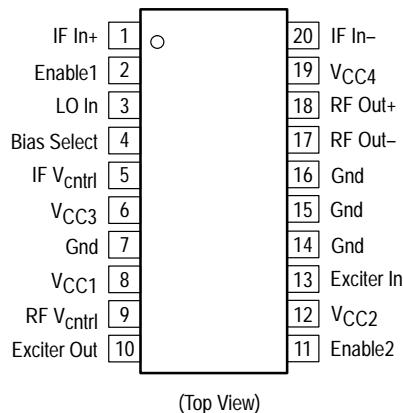 IF In+ 1 20 IF In–
Enable1 2 19 VCC4
LO In 3 18 RF Out+
Bias Select 4 17 RF Out–
IF Vcntrl 5 16 Gnd
VCC3 6 15 Gnd
Gnd 7 14 Gnd
VCC1 8 13 Exciter In
RF Vcntrl 9 12 VCC2
Exciter Out 10 11 Enable2
(Top View)